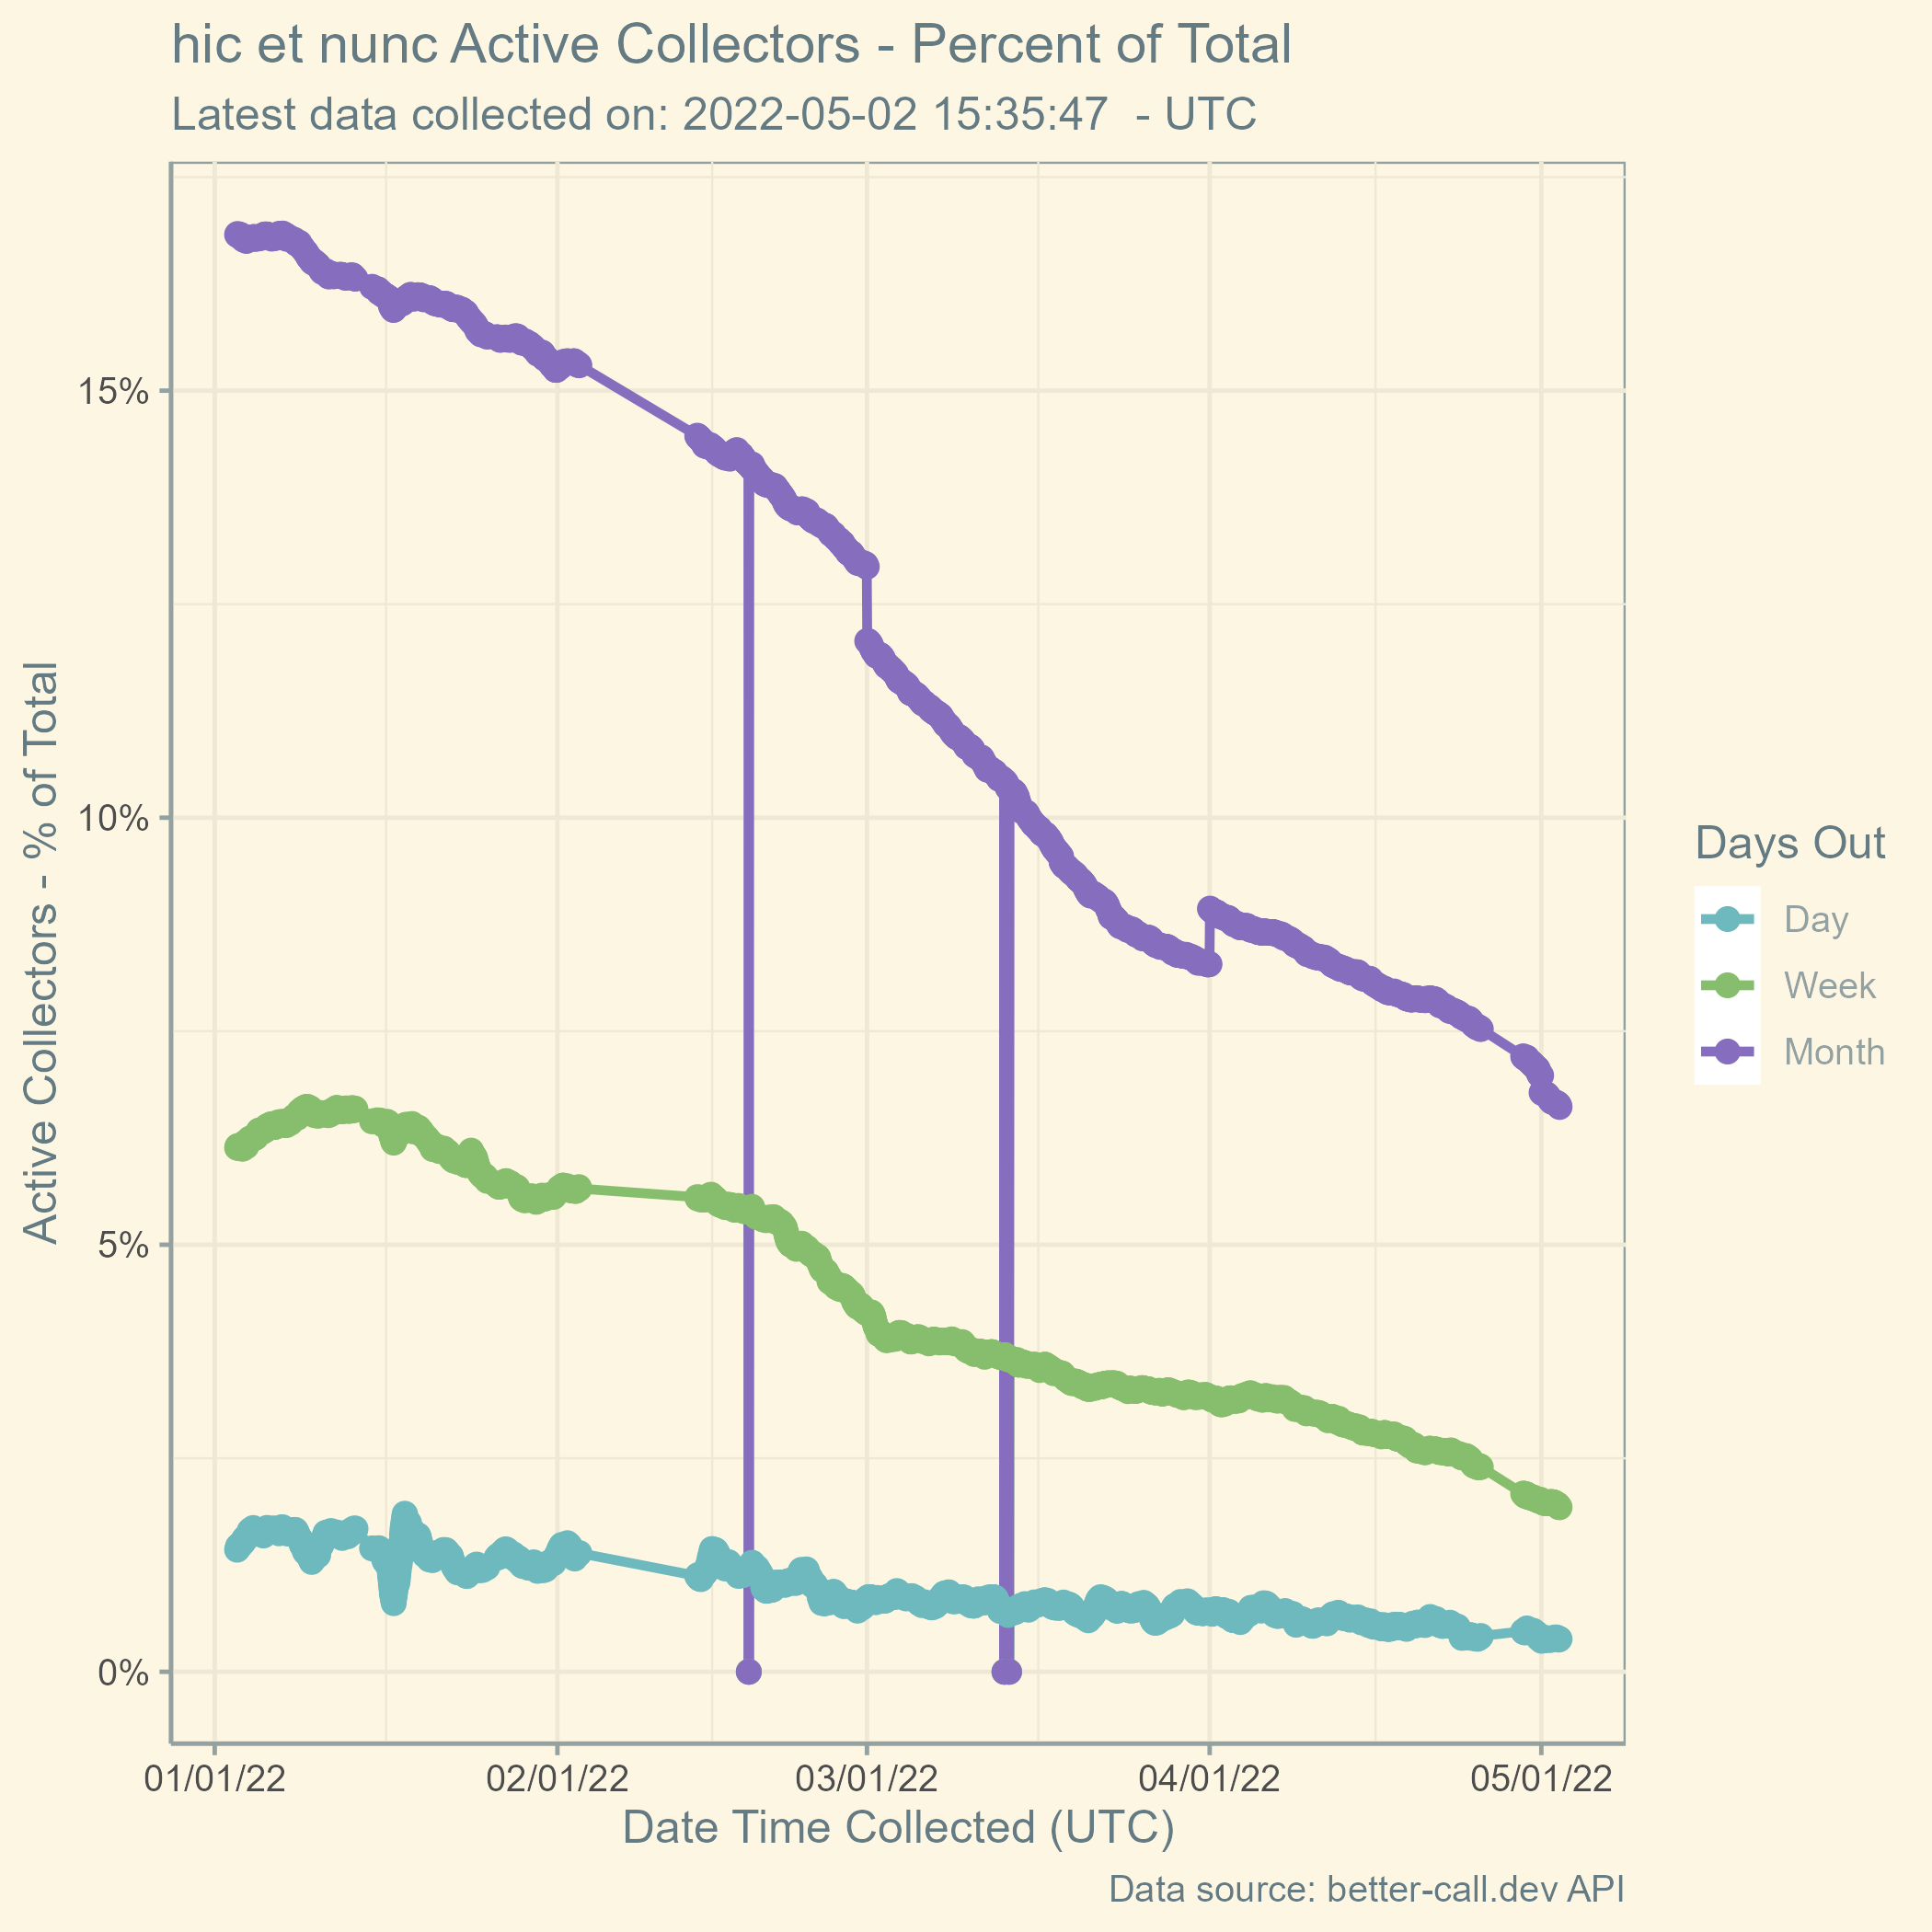 hic et nunc Active Collectors - Percent of Total
Latest data collected on: 2022-05-02 15:35:47  - UTC
Active Collectors - % of Total
15%
10%
5%
0%
01/01/22
02/01/22
03/01/22
04/01/22
05/01/22
Date Time Collected (UTC)
Days Out
Day
Week
Month
Data source: better-call.dev API